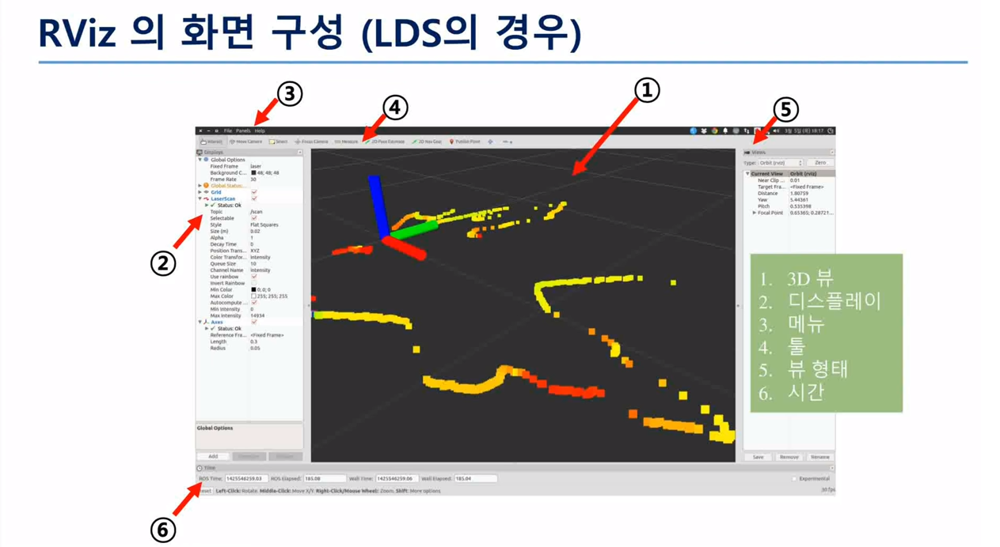 RViz 의 화면 구성 (LDS의 경우)
③
①
④
⑤
File Panels Help
3월 5일 (목) 18:17
Interact Move Camera Select Focus Camera Measure 2D Pose Estimate 2D Nav Goal Publish Point
Displays
Global Options
Fixed Frame laser
Background C... 48; 48; 48
Frame Rate 30
Global Status:...
Grid
LaserScan
Status: Ok
Topic /scan
Selectable
Style Flat Squares
Size (m) 0.02
Alpha 1
Decay Time 0
Position Trans... XYZ
Color Transfor... Intensity
Queue Size 10
Channel Name intensity
Use rainbow
Invert Rainbow
Min Color 0; 0; 0
Max Color 255; 255; 255
Autocompute ...
Min Intensity 0
Max Intensity 14934
Axes
Status: Ok
Reference Fra... <Fixed Frame>
Length 0.3
Radius 0.05
②
Global Options
Add
Views
Type: Orbit (rviz) Zero
Current View Orbit (rviz)
Near Clip ... 0.01
Target Fra... <Fixed Frame>
Distance 1.80759
Yaw 5.44361
Pitch 0.535398
Focal Point 0.65365; 0.28721...
1. 3D 뷰
2. 디스플레이
3. 메뉴
4. 툴
5. 뷰 형태
6. 시간
Save Remove Rename
Time
ROS Time: 1425546259.03 ROS Elapsed: 185.08 Wall Time: 1425546259.06 Wall Elapsed: 185.04 Experimental
Left-Click: Rotate. Middle-Click: Move X/Y. Right-Click/Mouse Wheel: Zoom. Shift: More options. 30 fps
⑥